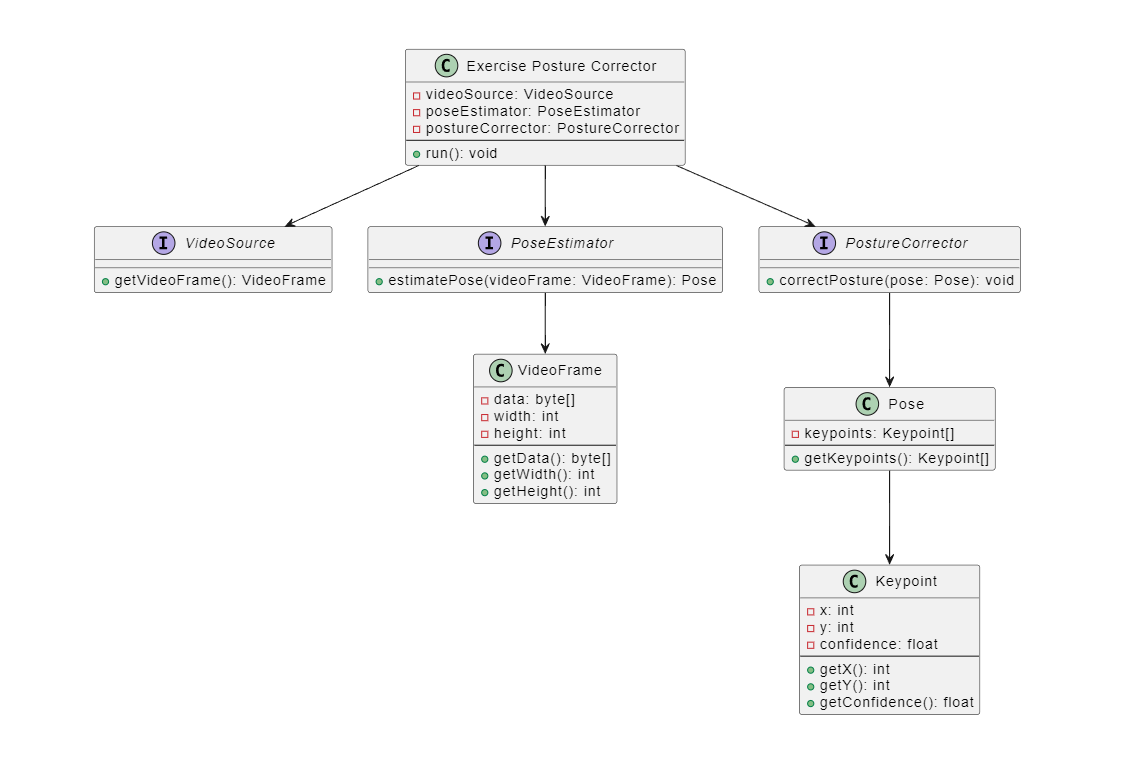 C Exercise Posture Corrector
videoSource: VideoSource
poseEstimator: PoseEstimator
postureCorrector: PostureCorrector
run(): void
I VideoSource
getVideoFrame(): VideoFrame
I PoseEstimator
estimatePose(videoFrame: VideoFrame): Pose
I PostureCorrector
correctPosture(pose: Pose): void
C VideoFrame
data: byte[]
width: int
height: int
getData(): byte[]
getWidth(): int
getHeight(): int
C Pose
keypoints: Keypoint[]
getKeypoints(): Keypoint[]
C Keypoint
x: int
y: int
confidence: float
getX(): int
getY(): int
getConfidence(): float